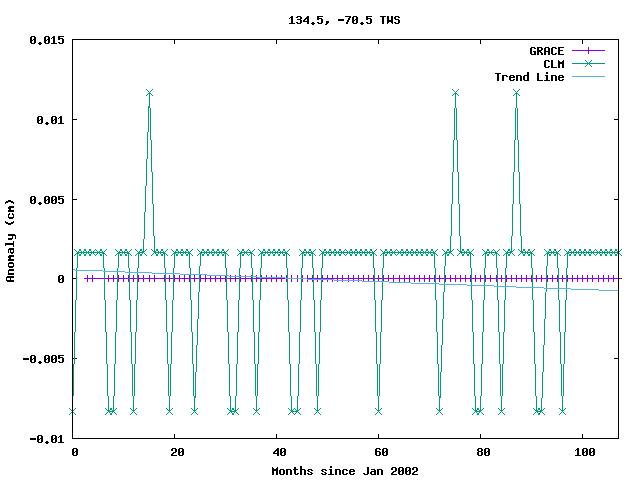 134.5, -70.5 TWS
0.015
GRACE
CLM
Trend Line
0.01
0.005
Anomaly (cm)
0
-0.005
-0.01
0 20 40 60 80 100
Months since Jan 2002